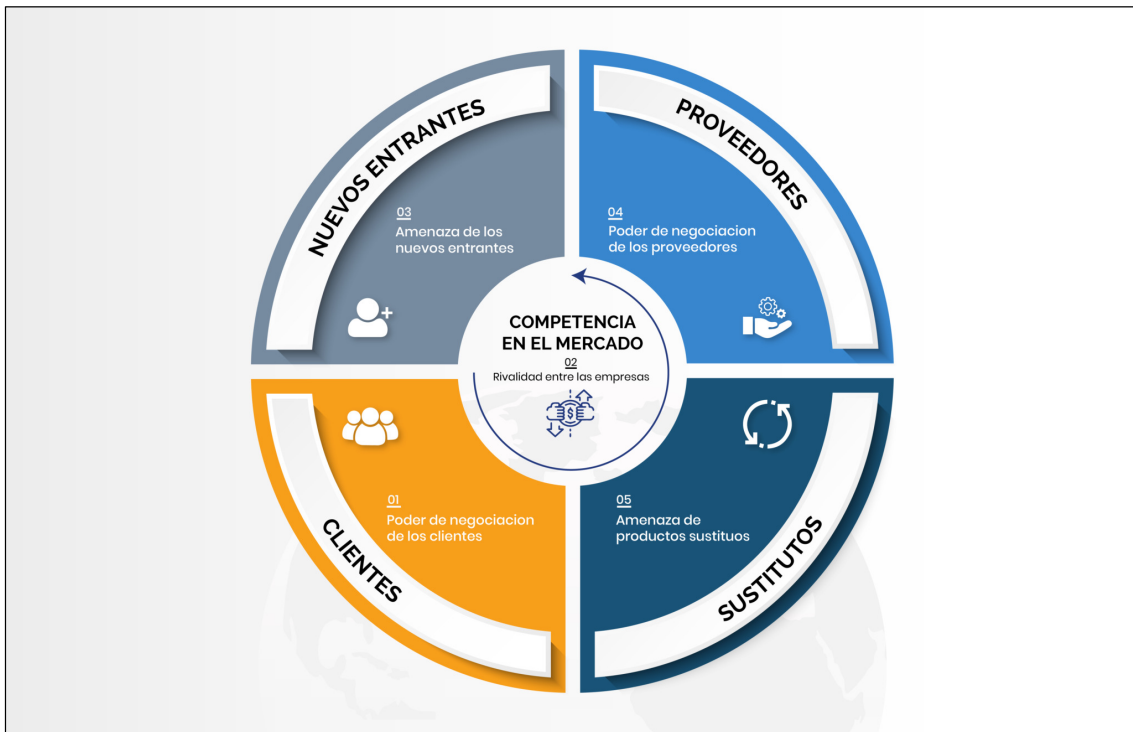 NUEVOS ENTRANTES
03
Amenaza de los
nuevos entrantes
PROVEEDORES
04
Poder de negociacion
de los proveedores
COMPETENCIA
EN EL MERCADO
02
Rivalidad entre las empresas
$
CLIENTES
01
Poder de negociacion
de los clientes
SUSTITUTOS
05
Amenaza de
productos sustituos